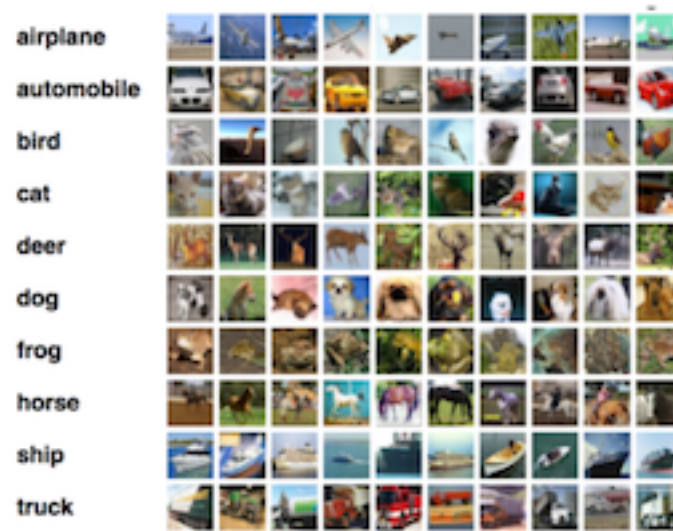 airplane
automobile
bird
cat
deer
dog
frog
horse
ship
truck